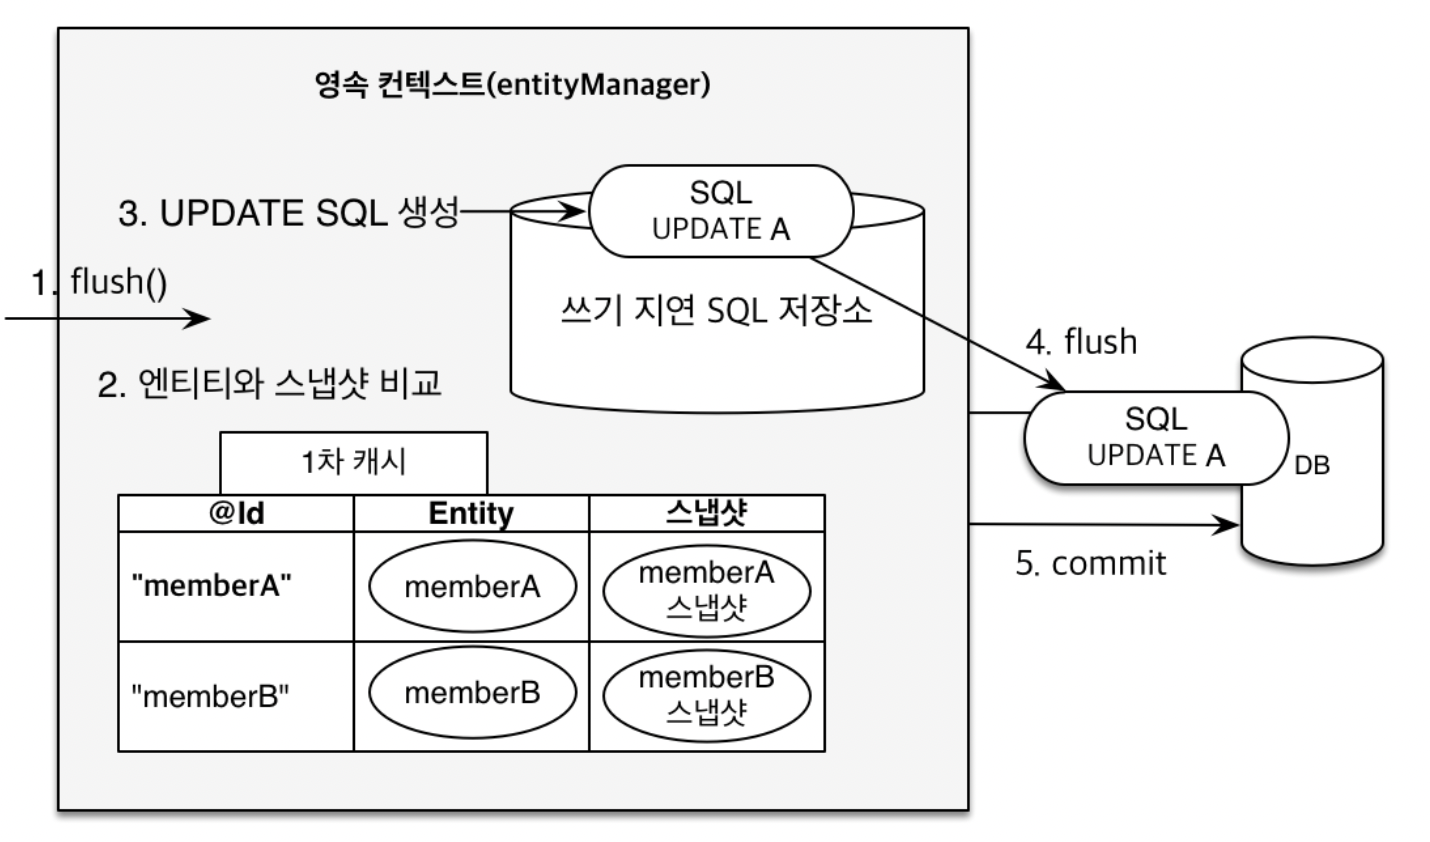 영속 컨텍스트(entityManager)
3. UPDATE SQL 생성
SQL
UPDATE A
1. flush()
쓰기 지연 SQL 저장소
4. flush
2. 엔티티와 스냅샷 비교
SQL
UPDATE A
DB
1차 캐시
@Id Entity 스냅샷
5. commit
"memberA" memberA memberA
스냅샷
"memberB" memberB memberB
스냅샷